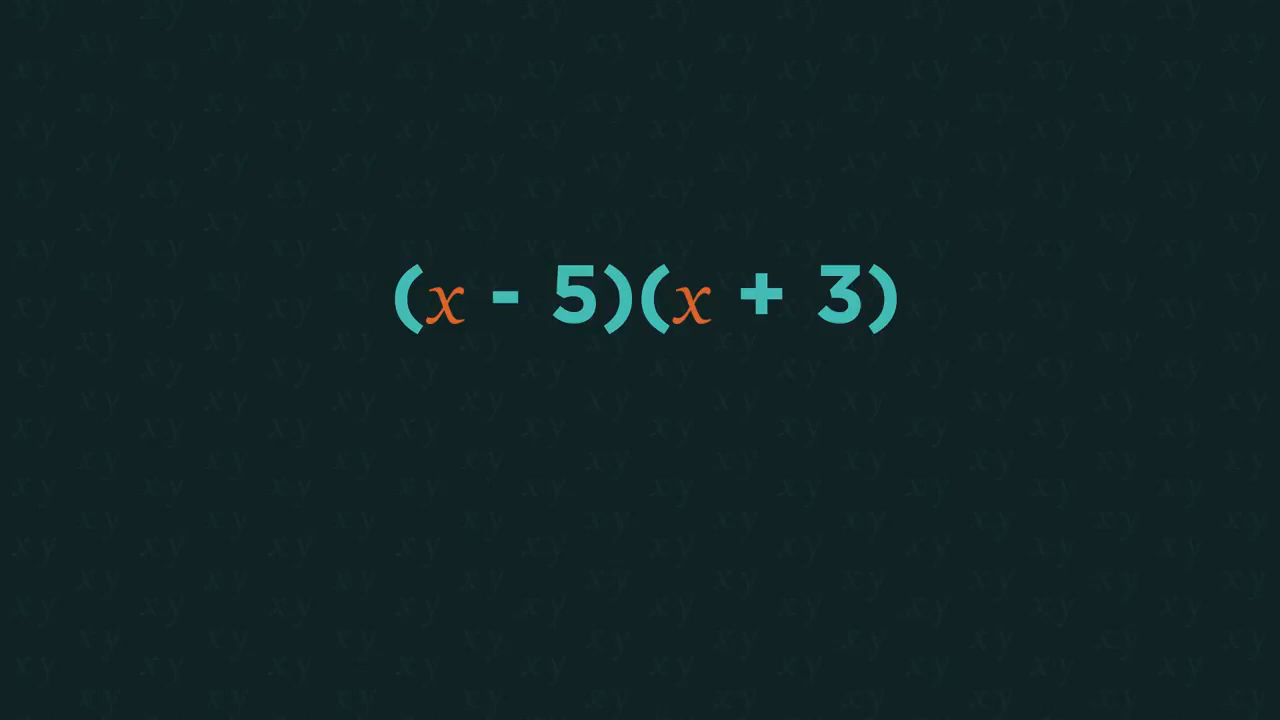 (x - 5)(x + 3)